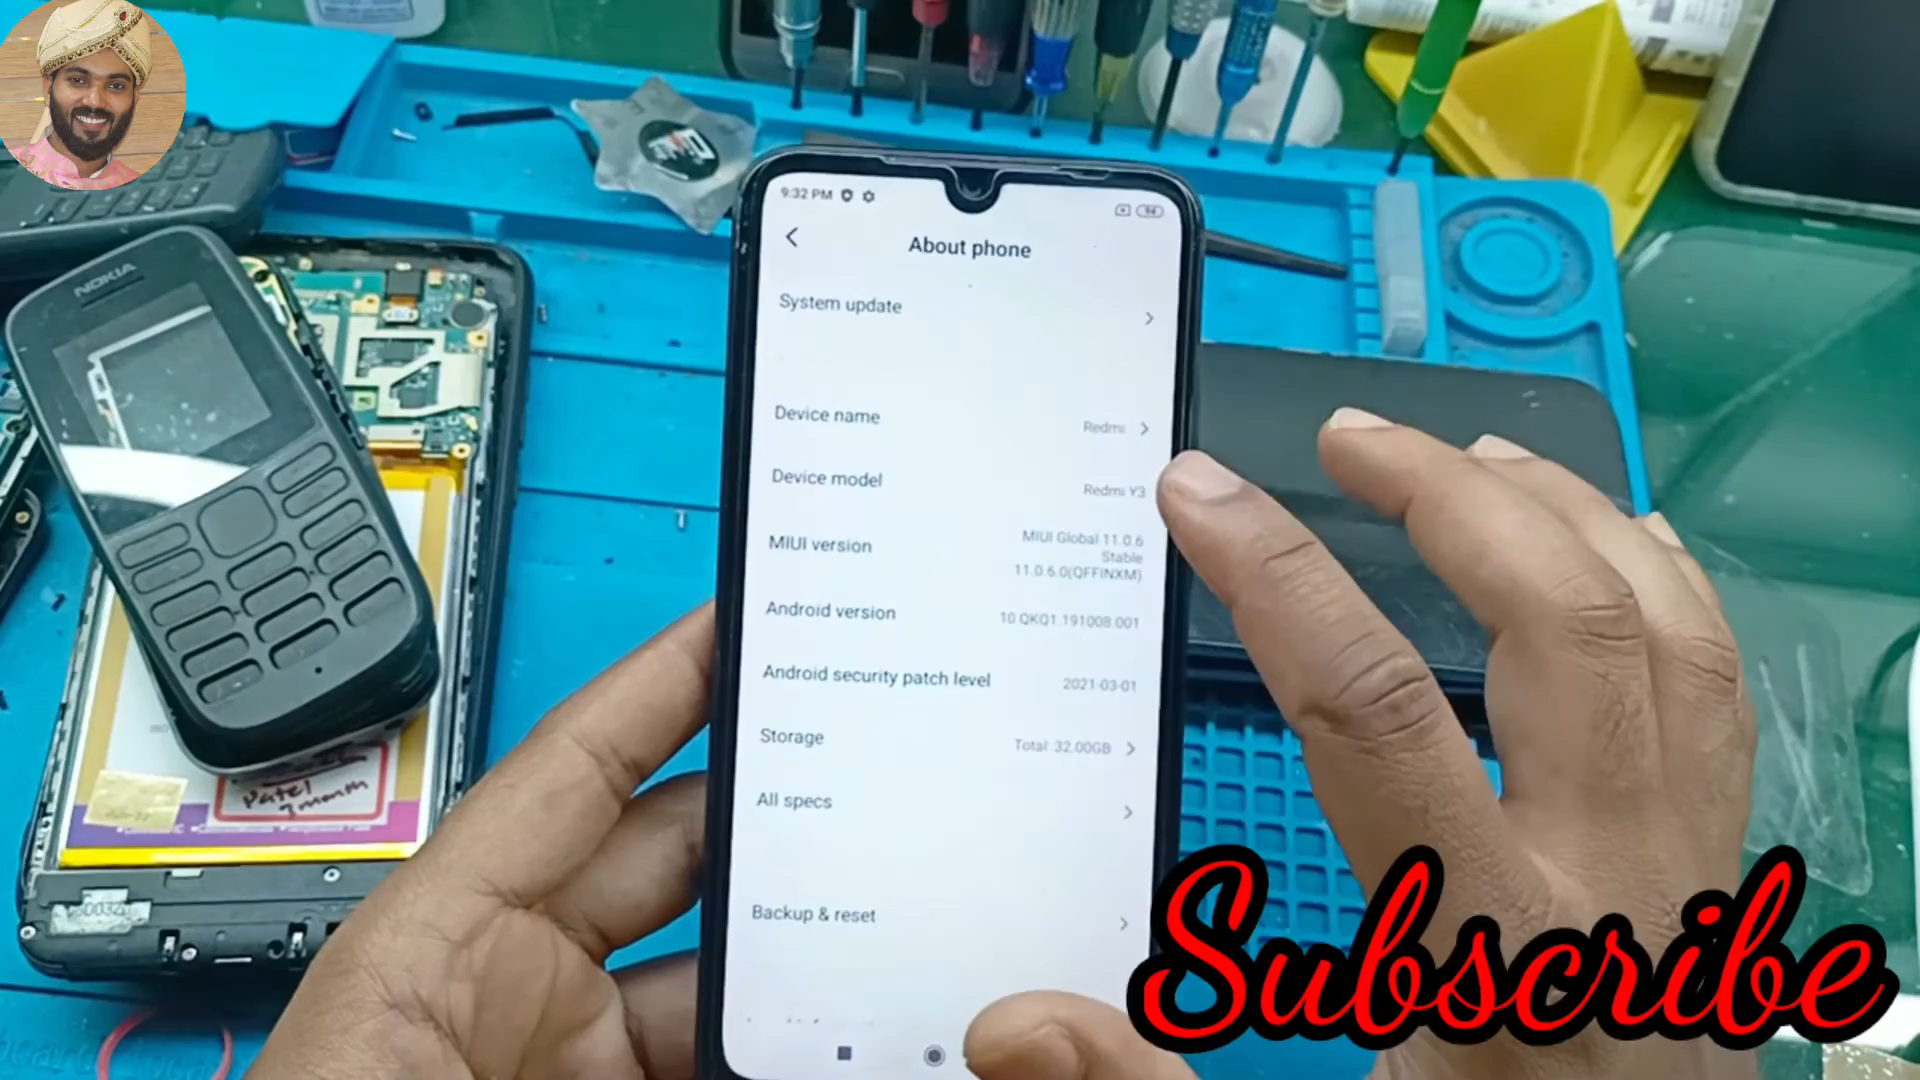 NOKIA
9:32 PM
About phone
System update
Device name
Redmi
Device model
Redmi Y3
MIUI version
MIUI Global 11.0.6
Stable
11.0.6.0(QFFINXM)
Android version
10 QKQ1.191008.001
Android security patch level
2021-03-01
Storage
Total: 32.00GB
All specs
Backup & reset
Patel
month
Subscribe